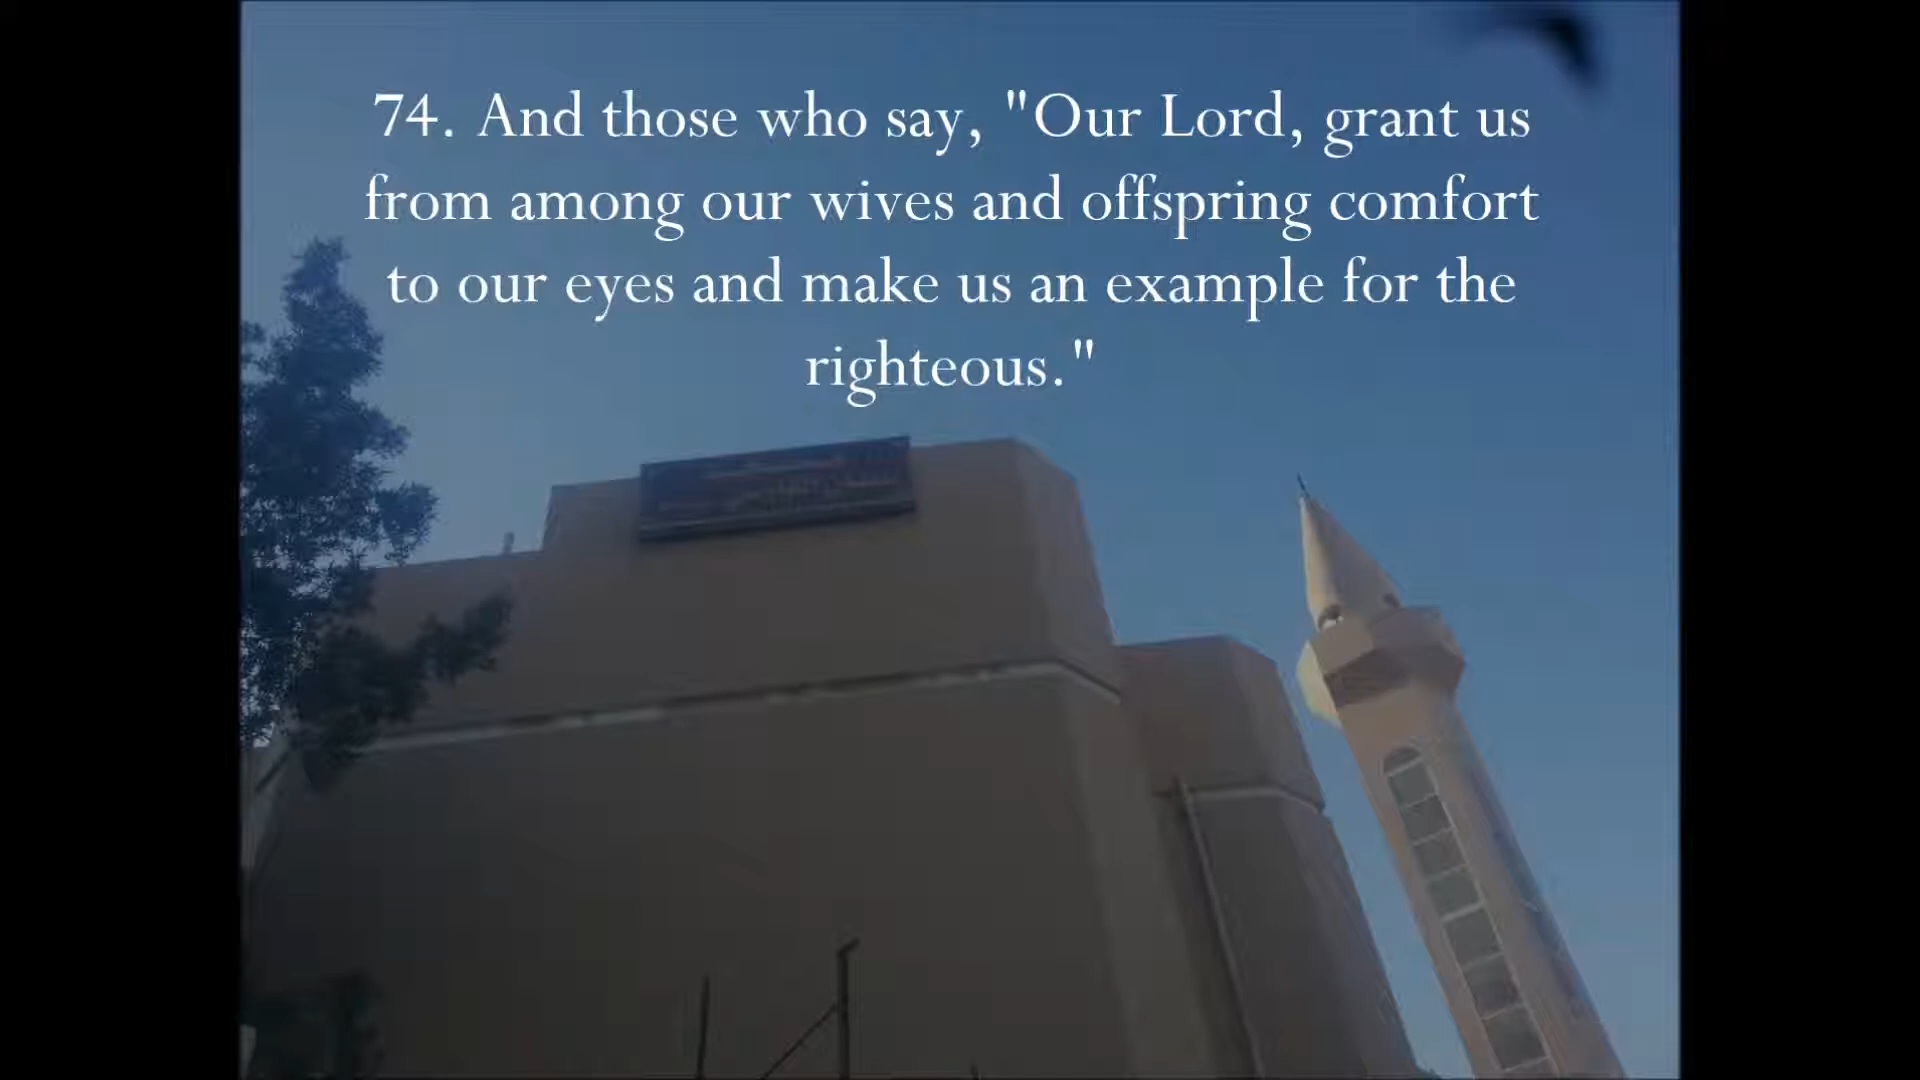 74. And those who say, "Our Lord, grant us
from among our wives and offspring comfort
to our eyes and make us an example for the
righteous."